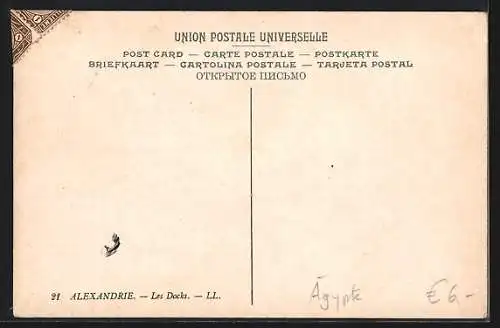 UNION POSTALE UNIVERSELLE
POST CARD — CARTE POSTALE — POSTKARTE
BRIEFKAART — CARTOLINA POSTALE — TARJETA POSTAL
ОТКРЫТОЕ ПИСЬМО
21 ALEXANDRIE. — Les Docks. — LL.
Ägypte
€ 6,-